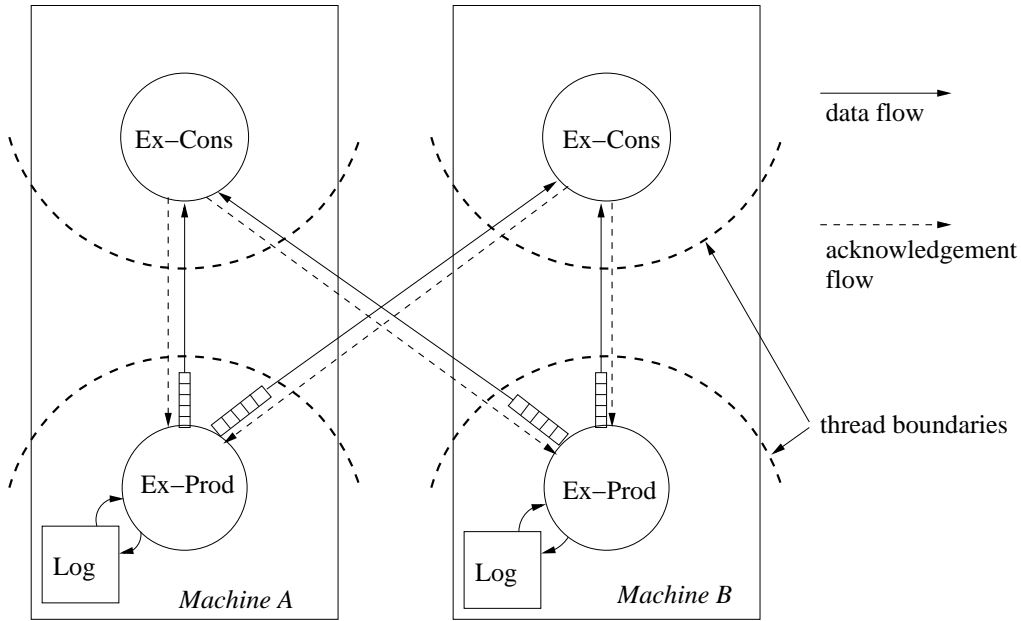 Ex−Cons
Ex−Cons
data flow
acknowledgement
flow
thread boundaries
Ex−Prod
Ex−Prod
Log
Log
Machine A
Machine B